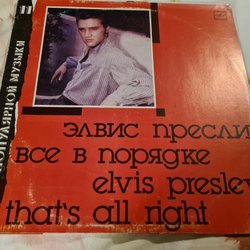 11
ПОПУЛЯРНОЙ МУЗЫКИ
элвис пресли
все в порядке
elvis presley
that's all right